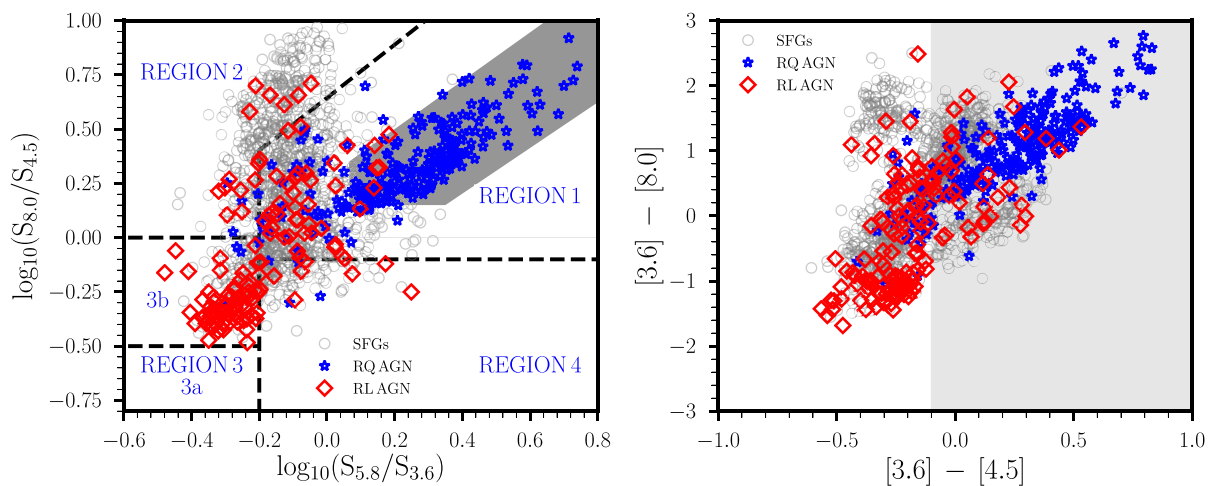 1.00
0.75
0.50
0.25
0.00
−0.25
−0.50
−0.75
log₁₀(S₈.₀/S₄.₅)
REGION 2
REGION 1
3b
REGION 3
3a
REGION 4
SFGs
RQ AGN
RL AGN
−0.6 −0.4 −0.2 0.0 0.2 0.4 0.6 0.8
log₁₀(S₅.₈/S₃.₆)
3
2
1
0
−1
−2
−3
[3.6] − [8.0]
SFGs
RQ AGN
RL AGN
−1.0 −0.5 0.0 0.5 1.0
[3.6] − [4.5]